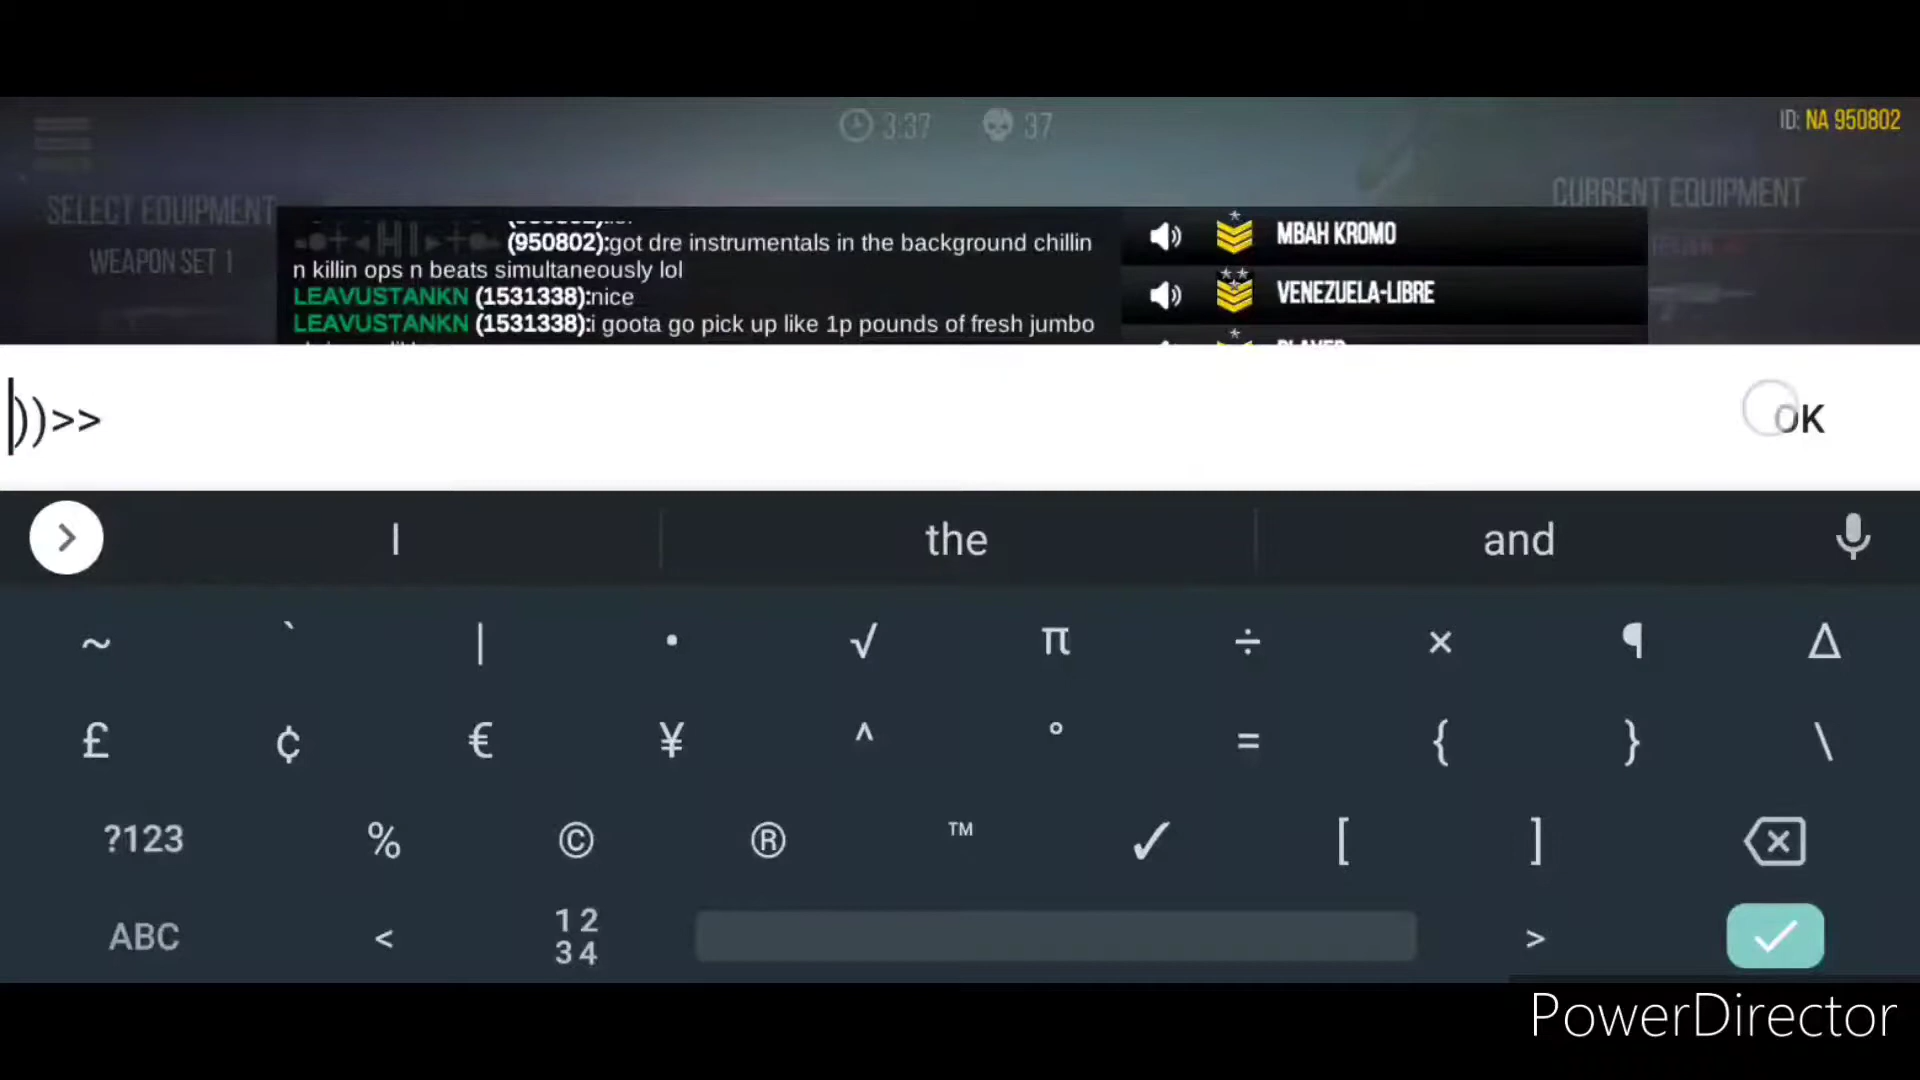 3:37 37
ID: NA 950802
SELECT EQUIPMENT
CURRENT EQUIPMENT
WEAPON SET 1
(950802):got dre instrumentals in the background chillin
n killin ops n beats simultaneously lol
LEAVUSTANKN (1531338):nice
LEAVUSTANKN (1531338):i goota go pick up like 1p pounds of fresh jumbo
MBAH KROMO
VENEZUELA-LIBRE
PLAYER
))>>
OK
I the and
~ ` | • √ π ÷ × ¶ Δ
£ ¢ € ¥ ^ ° = { } \
?123 % © ® ™ ✓ [ ]
ABC < 1 2 3 4 >
PowerDirector